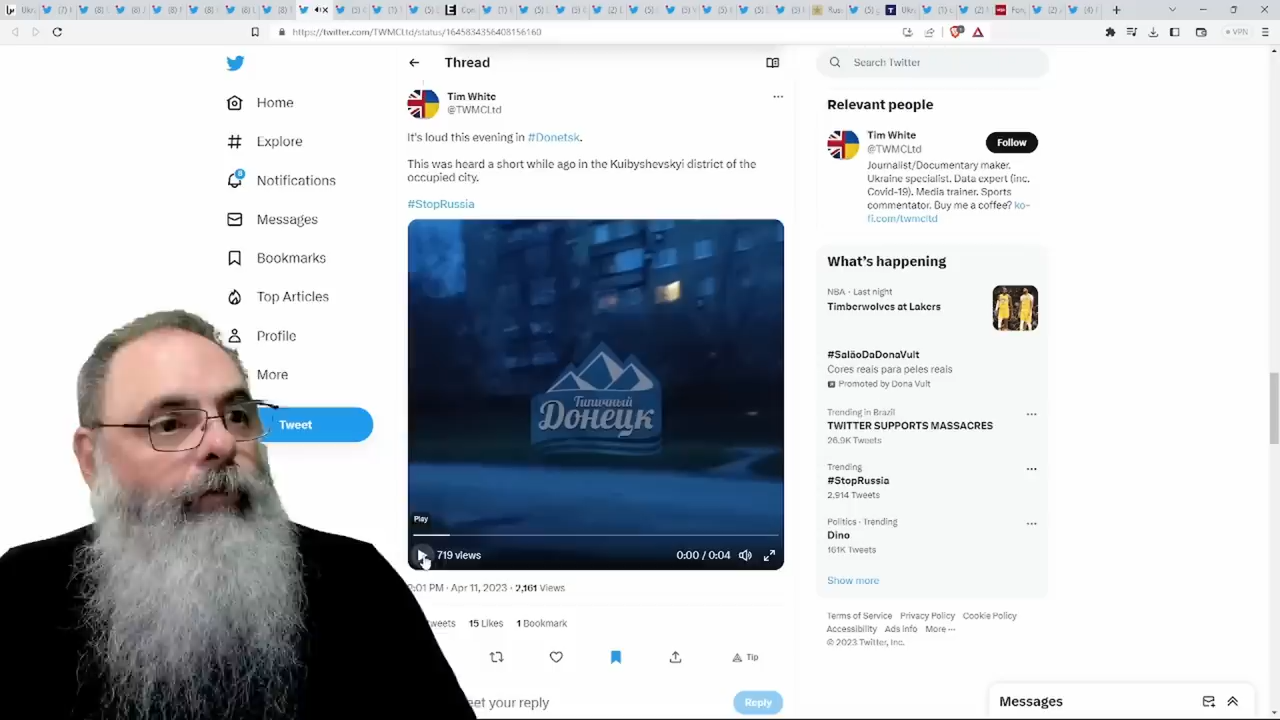 https://twitter.com/TWMCLtd/status/1645834356408156160
VPN
Home
Explore
8
Notifications
Messages
Bookmarks
Top Articles
Profile
More
Tweet
Thread
Tim White
@TWMCLtd
It's loud this evening in #Donetsk.
This was heard a short while ago in the Kuibyshevskyi district of the
occupied city.
#StopRussia
Типичный
Донецк
Play
719 views
0:00 / 0:04
:01 PM · Apr 11, 2023 · 2,161 Views
15 Likes
1 Bookmark
Tip
eet your reply
Reply
Search Twitter
Relevant people
Tim White
@TWMCLtd
Follow
Journalist/Documentary maker.
Ukraine specialist. Data expert (inc.
Covid-19). Media trainer. Sports
commentator. Buy me a coffee? ko-
fi.com/twmcltd
What's happening
NBA · Last night
Timberwolves at Lakers
#SalãoDaDonaVult
Cores reais para peles reais
Promoted by Dona Vult
Trending in Brazil
TWITTER SUPPORTS MASSACRES
26.9K Tweets
Trending
#StopRussia
2,914 Tweets
Politics · Trending
Dino
161K Tweets
Show more
Terms of Service Privacy Policy Cookie Policy
Accessibility Ads info More ···
© 2023 Twitter, Inc.
Messages